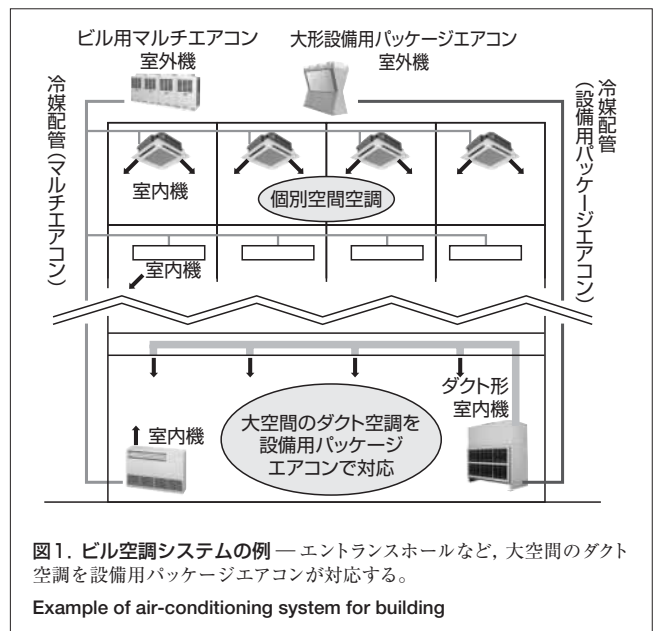 ビル用マルチエアコン
室外機
大形設備用パッケージエアコン
室外機
冷媒配管(マルチエアコン)
冷媒配管
(設備用パッケージエアコン)
室内機
個別空間空調
室内機
ダクト形
室内機
室内機
大空間のダクト空調を
設備用パッケージ
エアコンで対応
図1. ビル空調システムの例 — エントランスホールなど, 大空間のダクト
空調を設備用パッケージエアコンが対応する。
Example of air-conditioning system for building